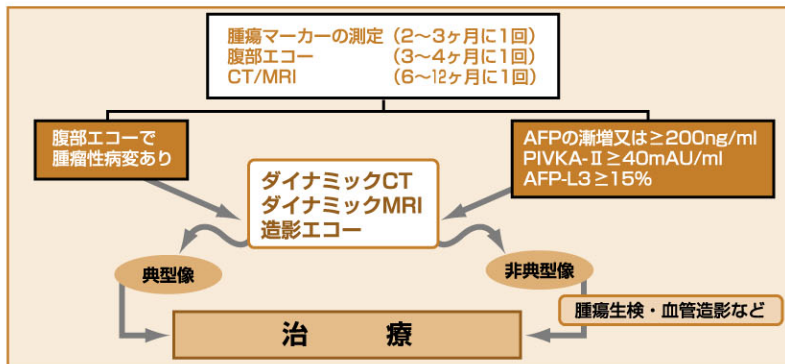 腫瘍マーカーの測定(2〜3ヶ月に1回)
腹部エコー (3〜4ヶ月に1回)
CT/MRI (6〜12ヶ月に1回)
腹部エコーで
腫瘤性病変あり
AFPの漸増又は≥200ng/ml
PIVKA-Ⅱ≥40mAU/ml
AFP-L3≥15%
ダイナミックCT
ダイナミックMRI
造影エコー
典型像
非典型像
腫瘍生検・血管造影など
治 療